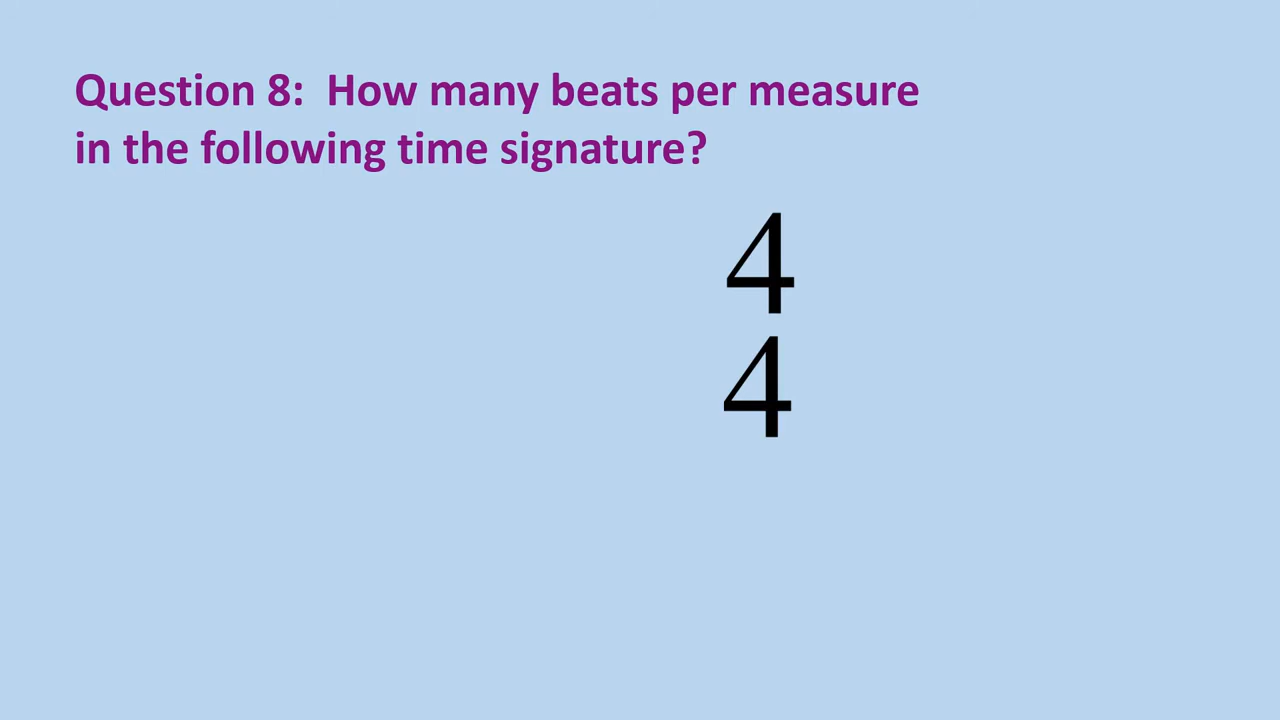 Question 8:  How many beats per measure
in the following time signature?
4
4